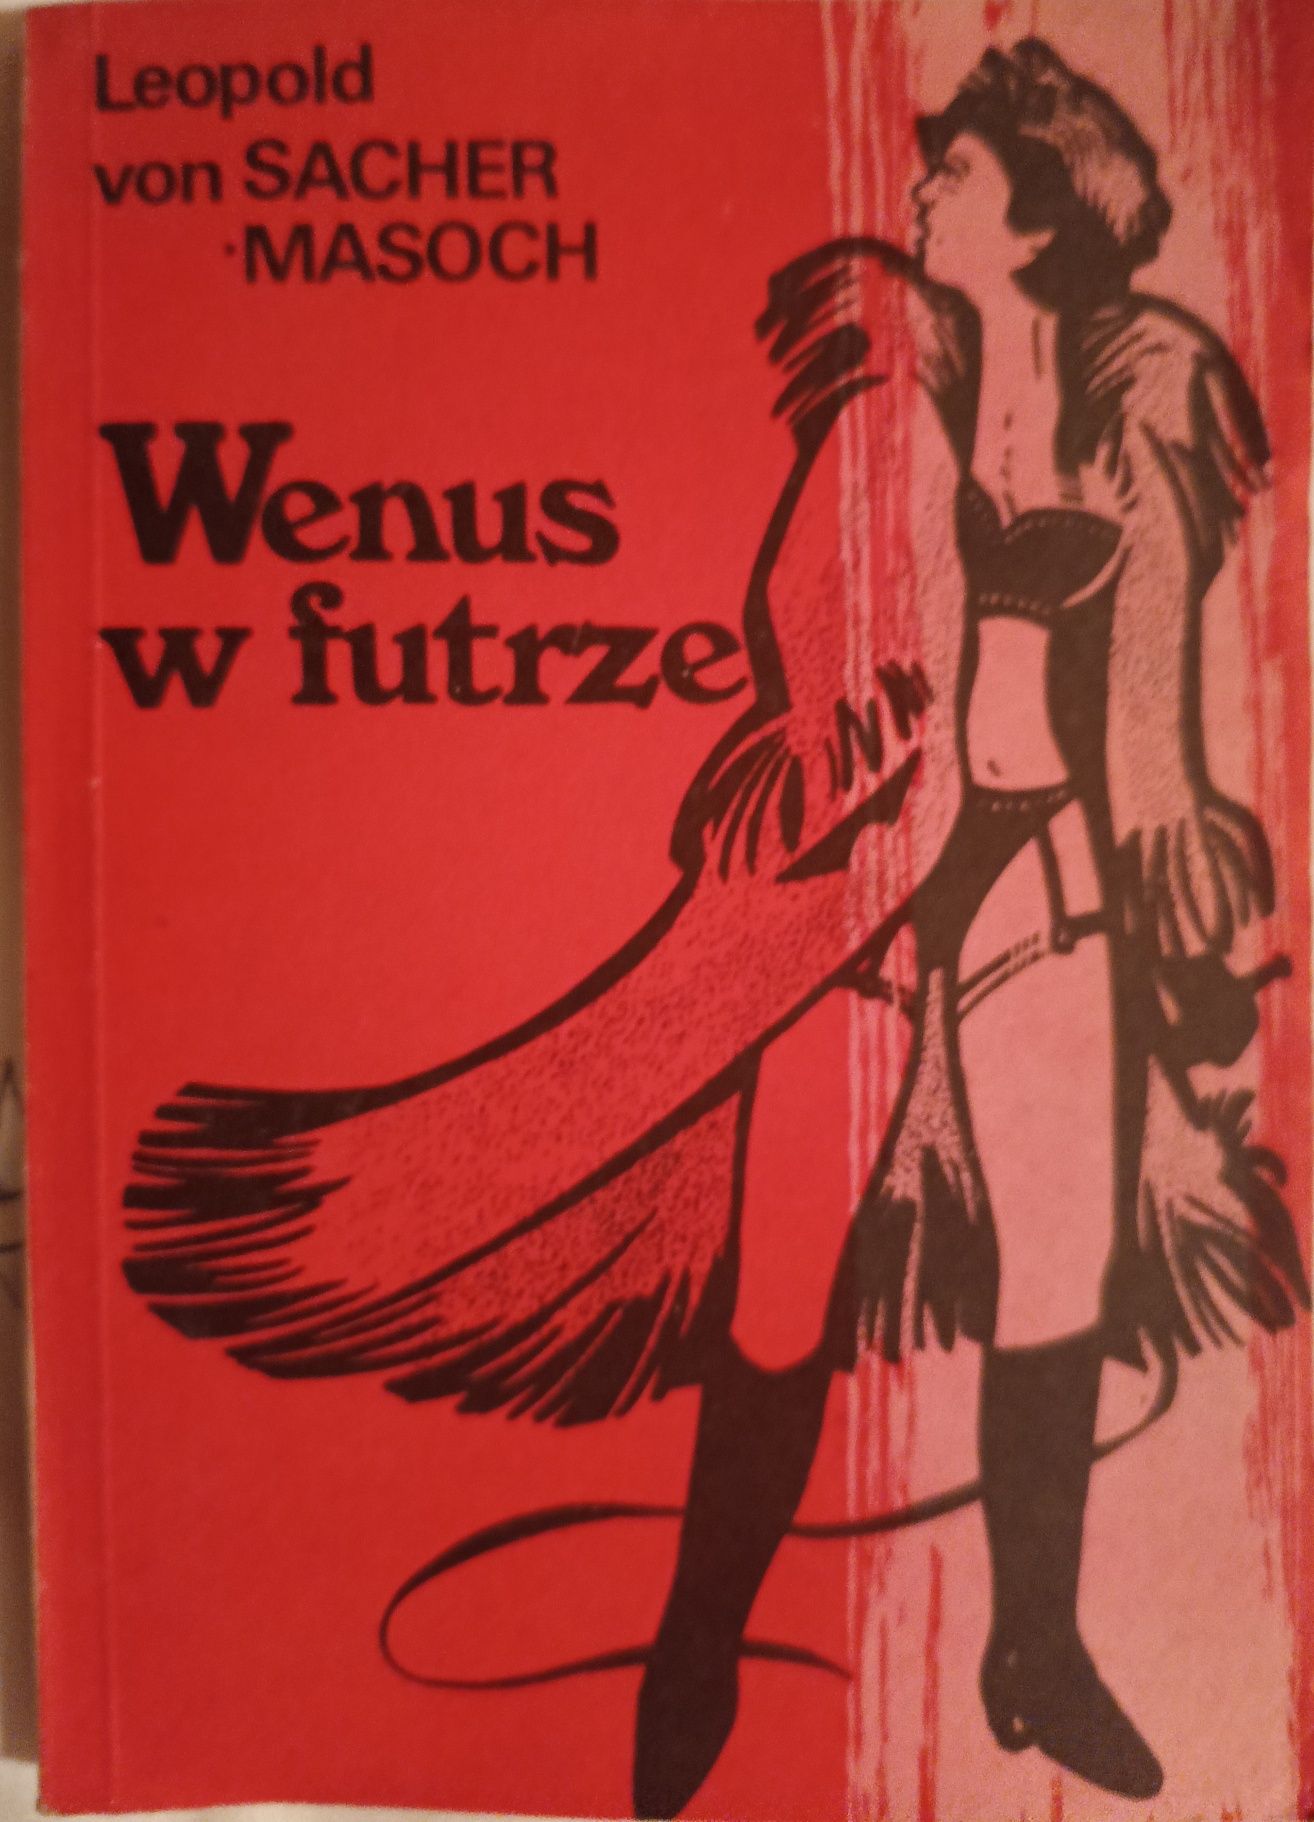 Leopold
von SACHER
·MASOCH
Wenus
w futrze